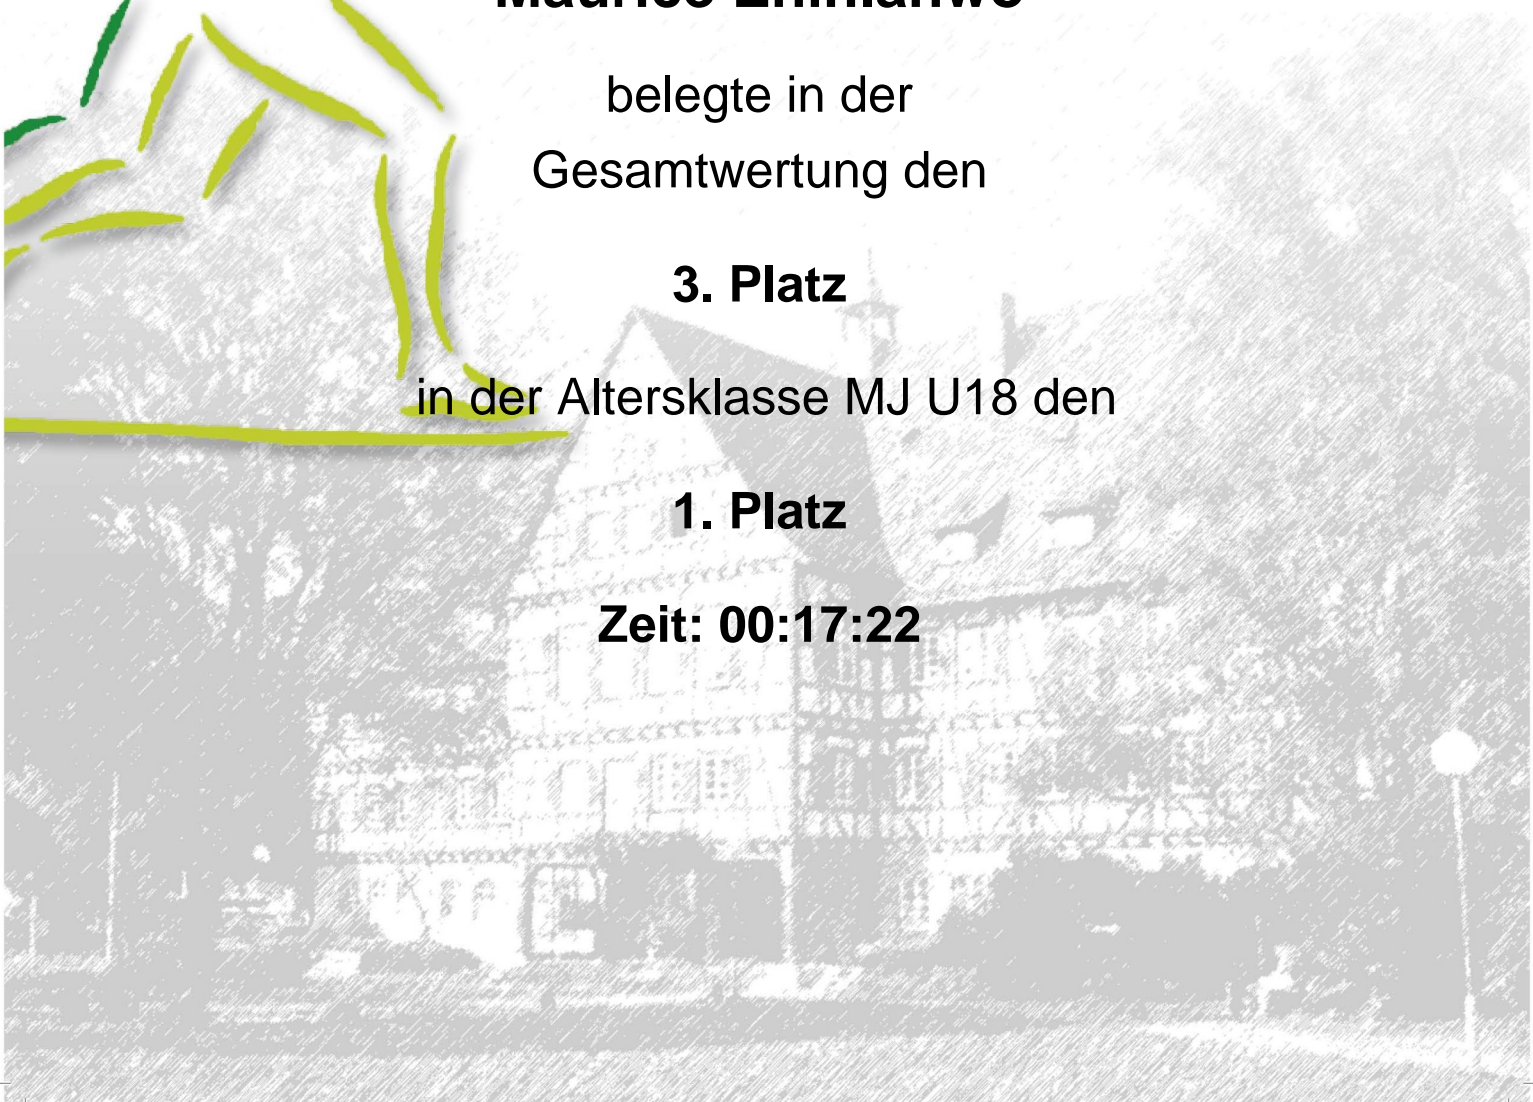 belegte in der
Gesamtwertung den
3. Platz
in der Altersklasse MJ U18 den
1. Platz
Zeit: 00:17:22